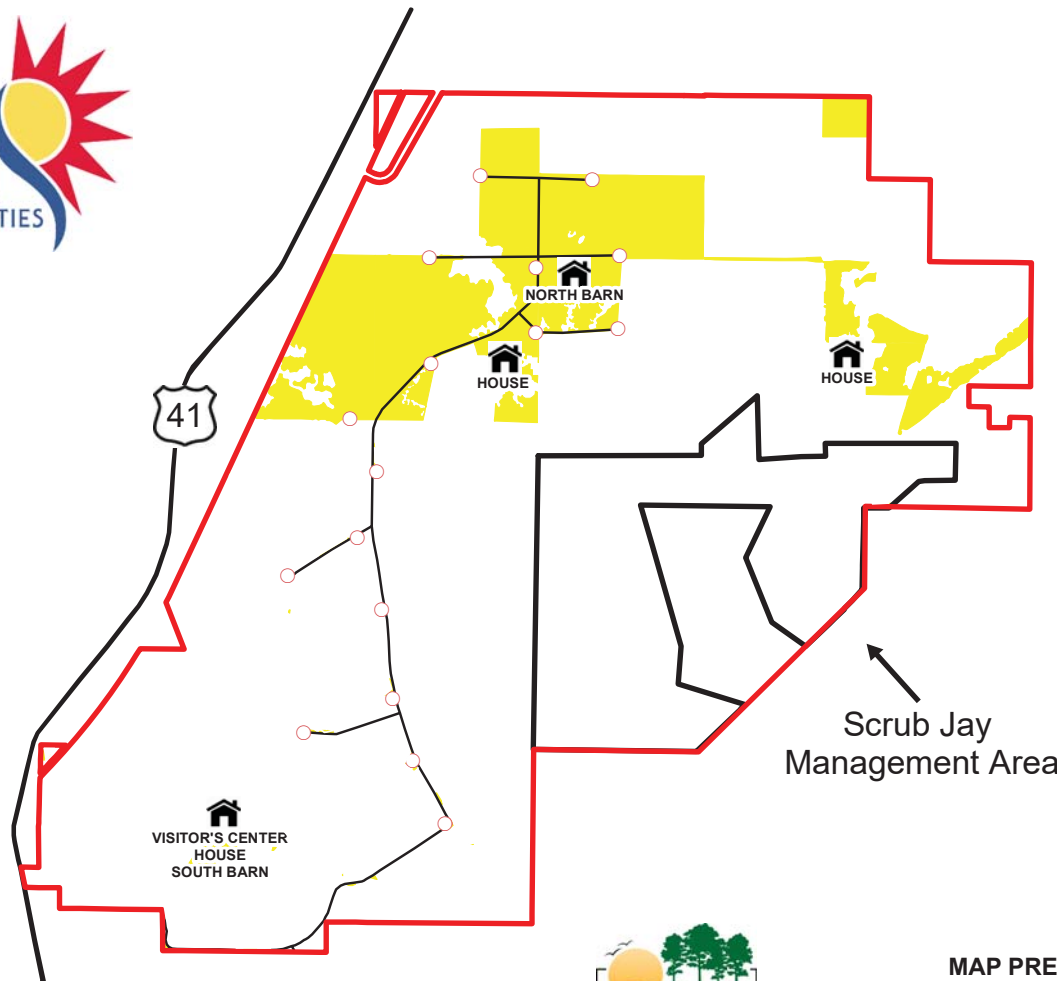 TIES
NORTH BARN
HOUSE
HOUSE
41
Scrub Jay
Management Area
VISITOR'S CENTER
HOUSE
SOUTH BARN
MAP PRE